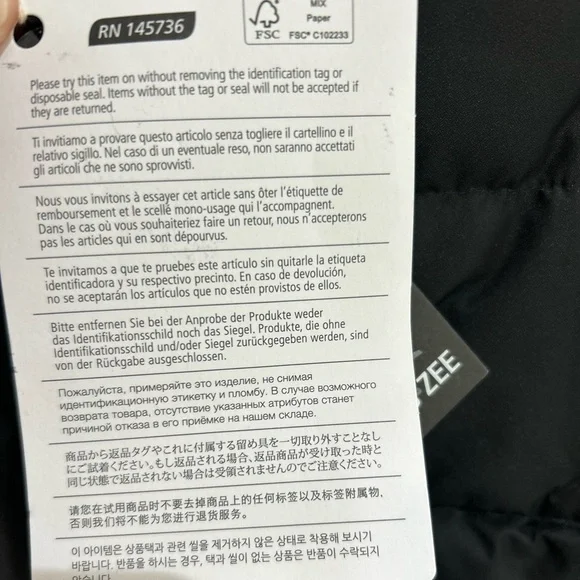 RN 145736
MIX
Paper
FSC FSC® C102233
Please try this item on without removing the identification tag or
disposable seal. Items without the tag or seal will not be accepted if
they are returned.
Ti invitiamo a provare questo articolo senza togliere il cartellino e il
relativo sigillo. Nel caso di un eventuale reso, non saranno accettati
gli articoli che ne sono sprovvisti.
Nous vous invitons à essayer cet article sans ôter l'étiquette de
remboursement et le scellé mono-usage qui l'accompagnent.
Dans le cas où vous souhaiteriez faire un retour, nous n'accepterons
pas les articles qui en sont dépourvus.
Te invitamos a que te pruebes este artículo sin quitarle la etiqueta
identificadora y su respectivo precinto. En caso de devolución,
no se aceptarán los artículos que no estén provistos de ellos.
Bitte entfernen Sie bei der Anprobe der Produkte weder
das Identifikationsschild noch das Siegel. Produkte, die ohne
Identifikationsschild und/oder Siegel zurückgegeben werden, sind
von der Rückgabe ausgeschlossen.
Пожалуйста, примеряйте это изделие, не снимая
идентификационную этикетку и пломбу. В случае возможного
возврата товара, отсутствие указанных атрибутов станет
причиной отказа в его приёмке на нашем складе.
商品から返品タグやこれに付属する留め具を一切取り外すことなし
にご試着ください。もし返品される場合、返品商品が受け取った時と
同じ状態で返品されない場合は受領されませんのでご注意ください。
请您在试用商品时不要去掉商品上的任何标签以及标签附属物,
否则我们将不能为您进行退货服务。
이 아이템은 상품택과 관련 씰을 제거하지 않은 상태로 착용해 보시기
바랍니다. 반품을 하시는 경우, 택과 씰이 없는 상품은 반품이 수락되지
않습니다.
ZEE